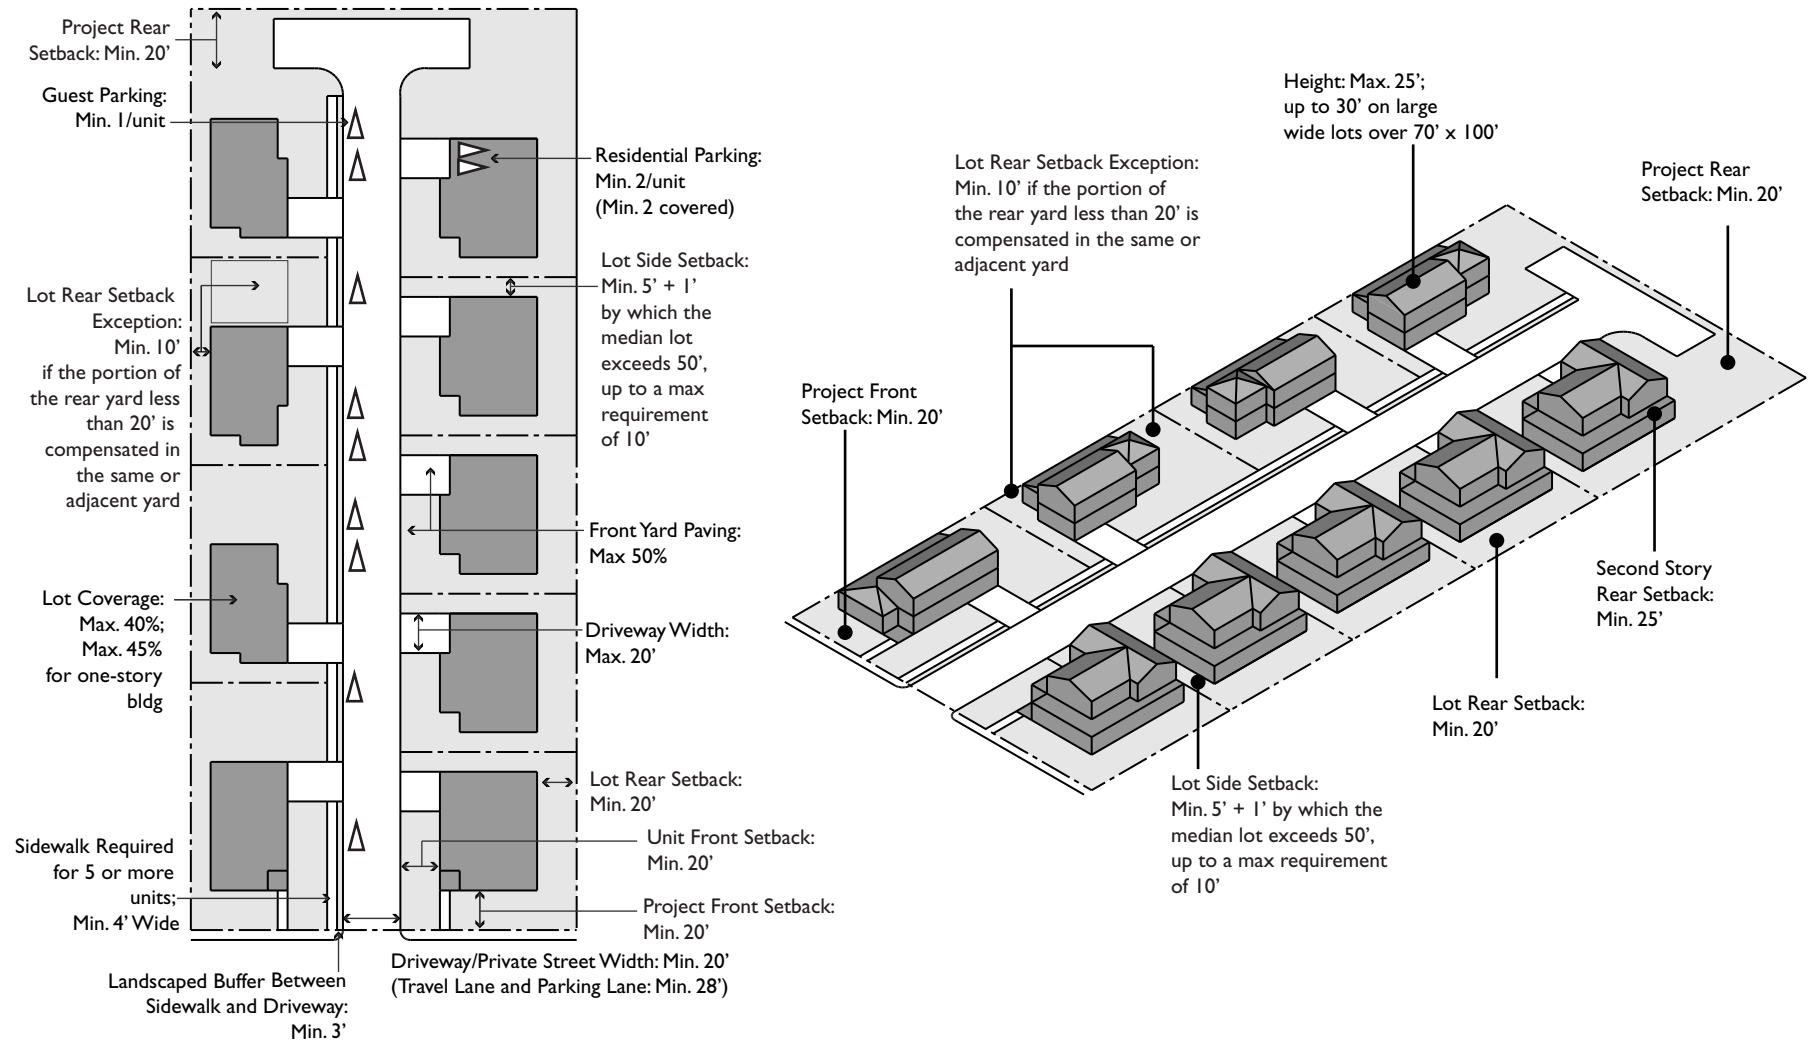 Project Rear
Setback: Min. 20’
Guest Parking:
Min. 1/unit
Lot Rear Setback
Exception:
Min. 10’
if the portion of
the rear yard less
than 20’ is
compensated in
the same or
adjacent yard
Lot Coverage:
Max. 40%;
Max. 45%
for one-story
bldg
Sidewalk Required
for 5 or more
units;
Min. 4’ Wide
Landscaped Buffer Between
Sidewalk and Driveway:
Min. 3’
Residential Parking:
Min. 2/unit
(Min. 2 covered)
Lot Side Setback:
Min. 5’ + 1’
by which the
median lot
exceeds 50’,
up to a max
requirement
of 10’
Front Yard Paving:
Max 50%
Driveway Width:
Max. 20’
Lot Rear Setback:
Min. 20’
Unit Front Setback:
Min. 20’
Project Front Setback:
Min. 20’
Driveway/Private Street Width: Min. 20’
(Travel Lane and Parking Lane: Min. 28’)
Project Front
Setback: Min. 20’
Lot Rear Setback Exception:
Min. 10’ if the portion of
the rear yard less than 20’ is
compensated in the same or
adjacent yard
Height: Max. 25’;
up to 30’ on large
wide lots over 70’ x 100’
Project Rear
Setback: Min. 20’
Second Story
Rear Setback:
Min. 25’
Lot Rear Setback:
Min. 20’
Lot Side Setback:
Min. 5’ + 1’ by which the
median lot exceeds 50’,
up to a max requirement
of 10’